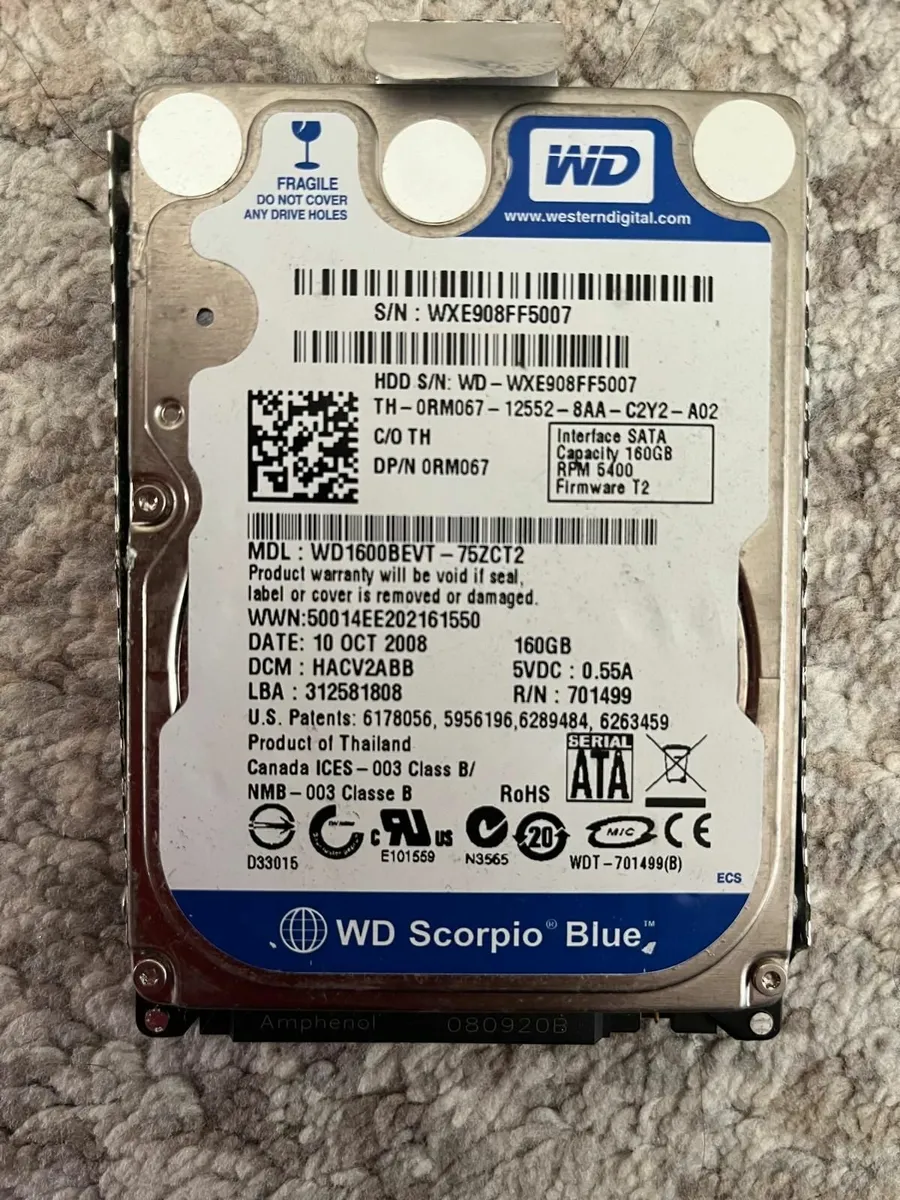 FRAGILE
DO NOT COVER
ANY DRIVE HOLES
WD
www.westerndigital.com
S/N : WXE908FF5007
HDD S/N: WD-WXE908FF5007
TH-0RM067-12552-8AA-C2Y2-A02
C/O TH
DP/N 0RM067
Interface SATA
Capacity 160GB
RPM 5400
Firmware T2
MDL : WD1600BEVT-75ZCT2
Product warranty will be void if seal,
label or cover is removed or damaged.
WWN:50014EE202161550
DATE: 10 OCT 2008 160GB
DCM : HACV2ABB 5VDC : 0.55A
LBA : 312581808 R/N : 701499
U.S. Patents: 6178056, 5956196,6289484, 6263459
Product of Thailand
Canada ICES-003 Class B/
NMB-003 Classe B
RoHS
SERIAL
ATA
D33015
c RU US
E101559
N3565
20
MIC
CE
WDT-701499(B)
ECS
WD Scorpio® Blue™
Amphenol 080920B